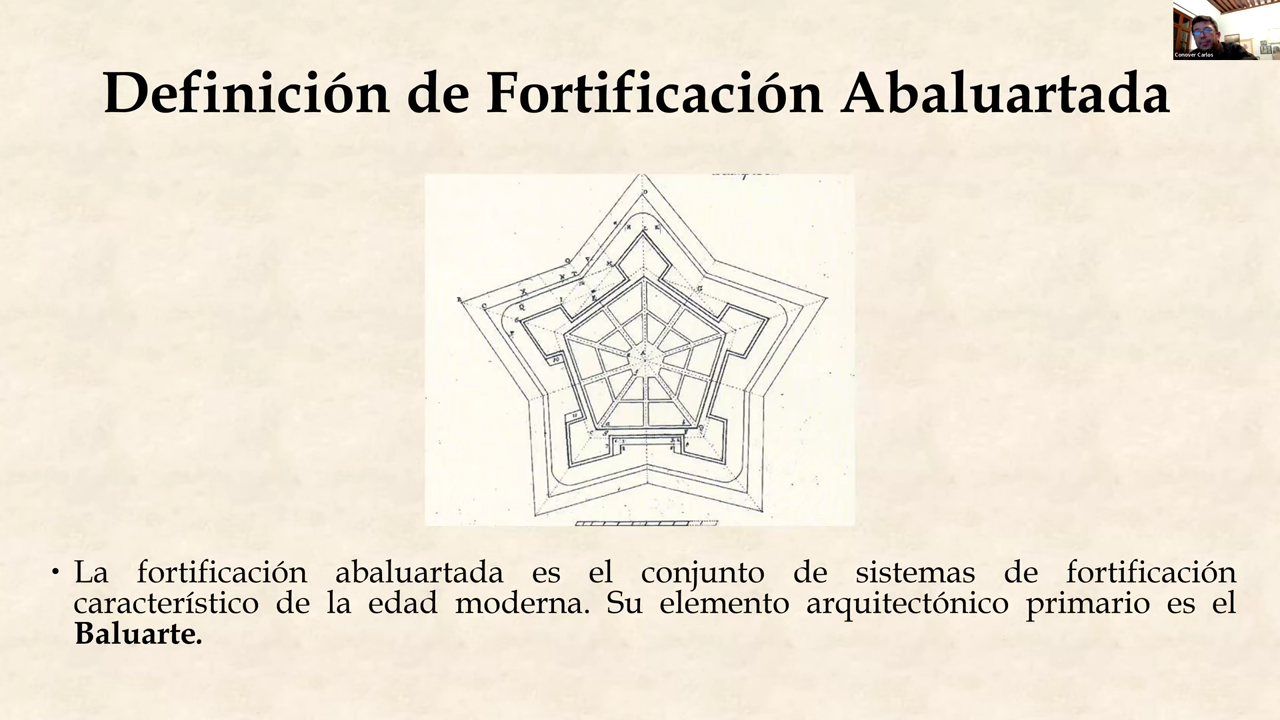 Conover Carlos
Definición de Fortificación Abaluartada
• La fortificación abaluartada es el conjunto de sistemas de fortificación
característico de la edad moderna. Su elemento arquitectónico primario es el
Baluarte.